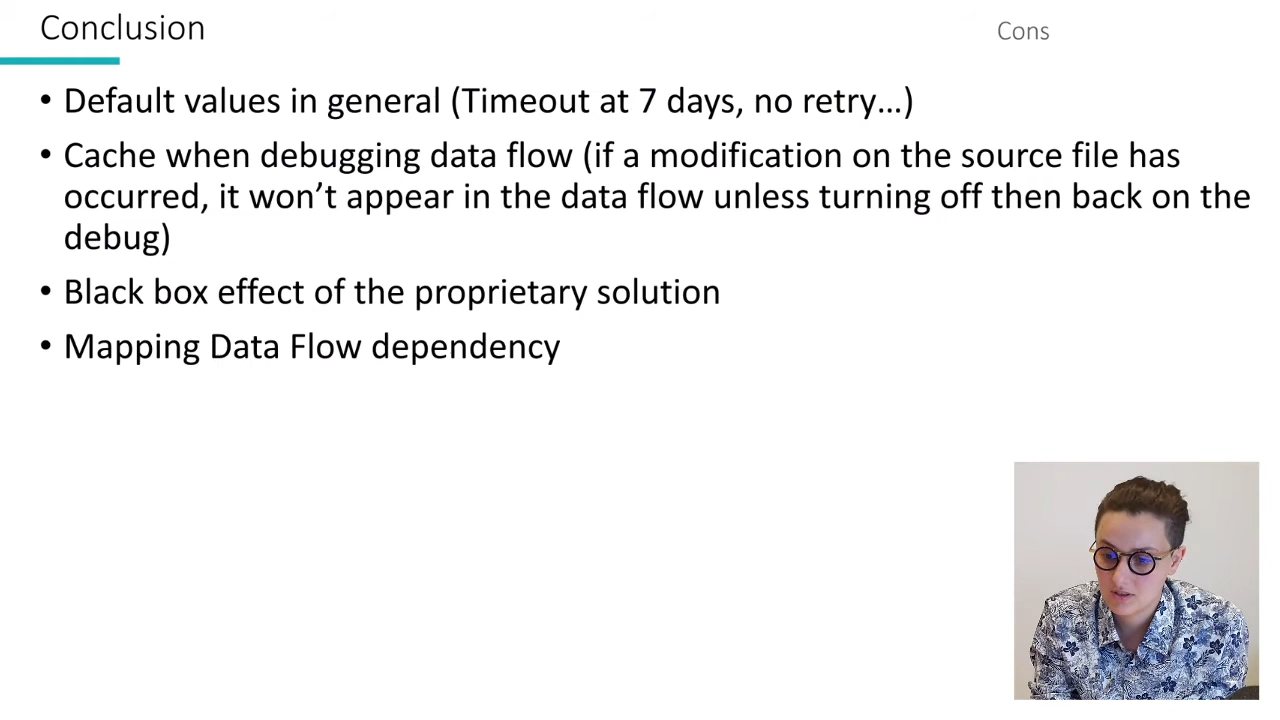 Conclusion
Cons
• Default values in general (Timeout at 7 days, no retry…)
• Cache when debugging data flow (if a modification on the source file has
occurred, it won’t appear in the data flow unless turning off then back on the
debug)
• Black box effect of the proprietary solution
• Mapping Data Flow dependency